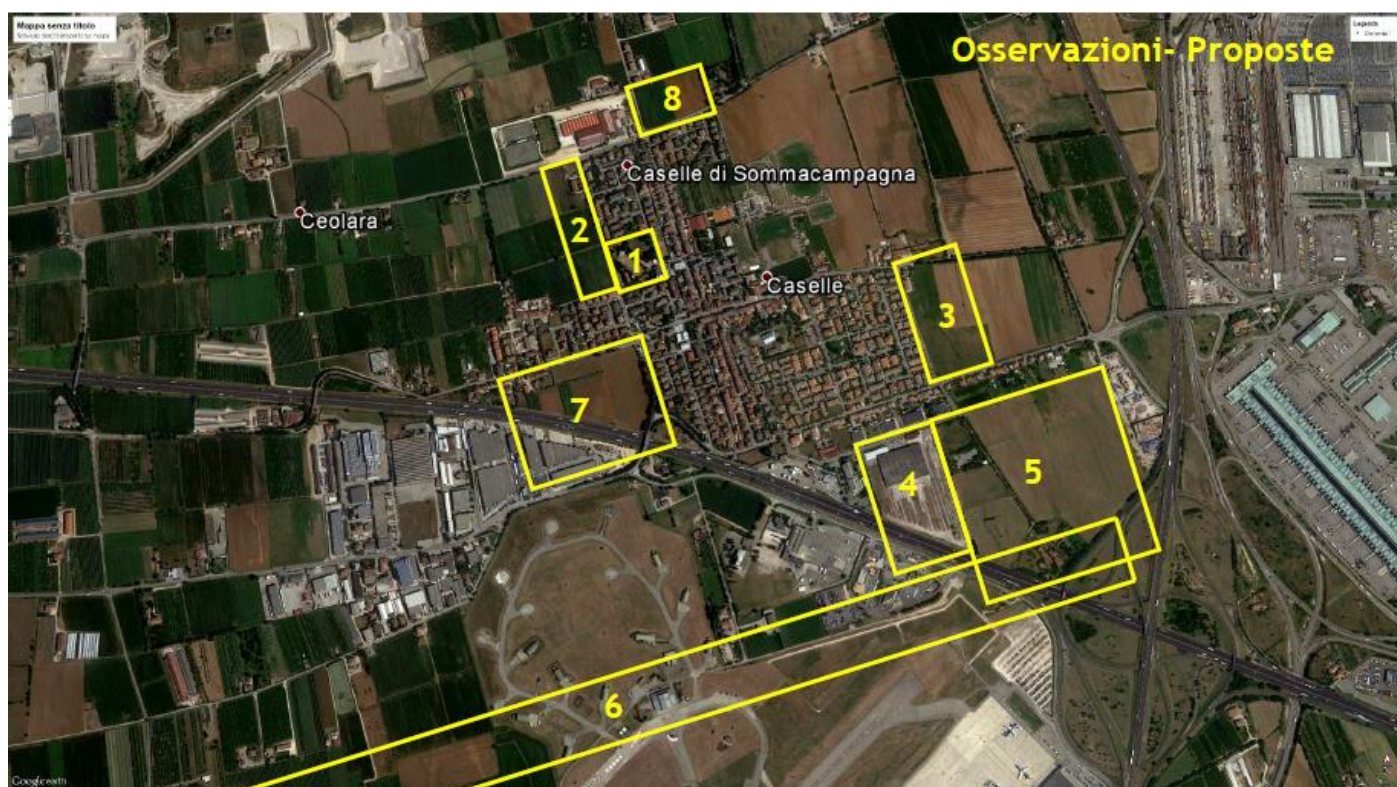 Mappa senza titolo
Legenda
Osservazioni- Proposte
8
Caselle di Sommacampagna
Ceolara
2
1
Caselle
3
7
4
5
6
Google earth